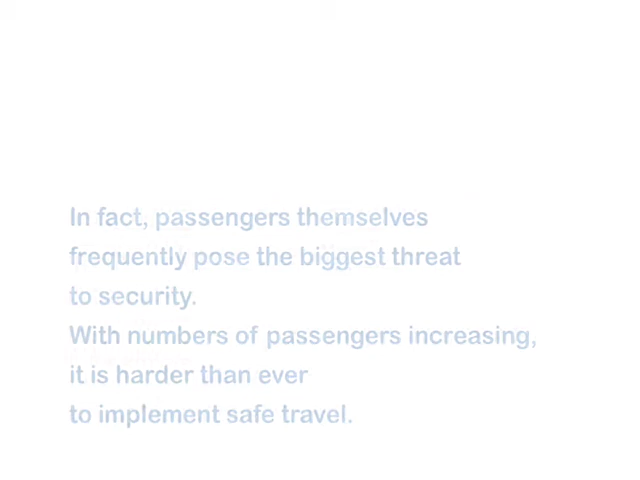 In fact, passengers themselves
frequently pose the biggest threat
to security.
With numbers of passengers increasing,
it is harder than ever
to implement safe travel.